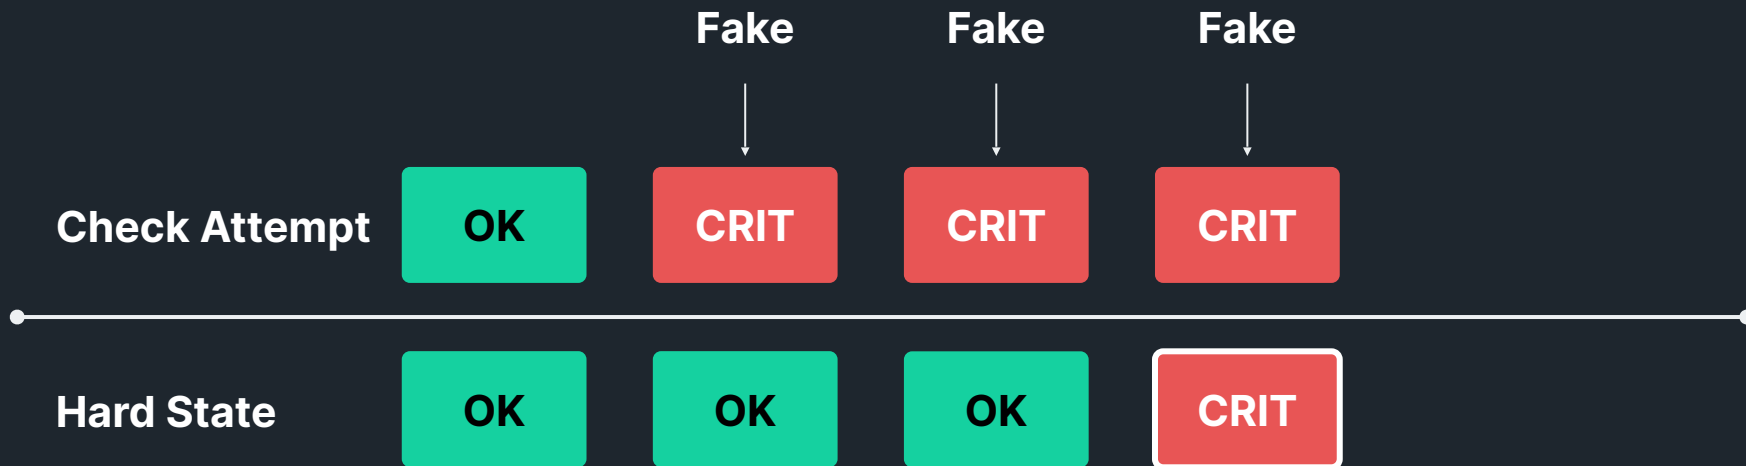 Fake Fake Fake
Check Attempt OK CRIT CRIT CRIT
Hard State OK OK OK CRIT